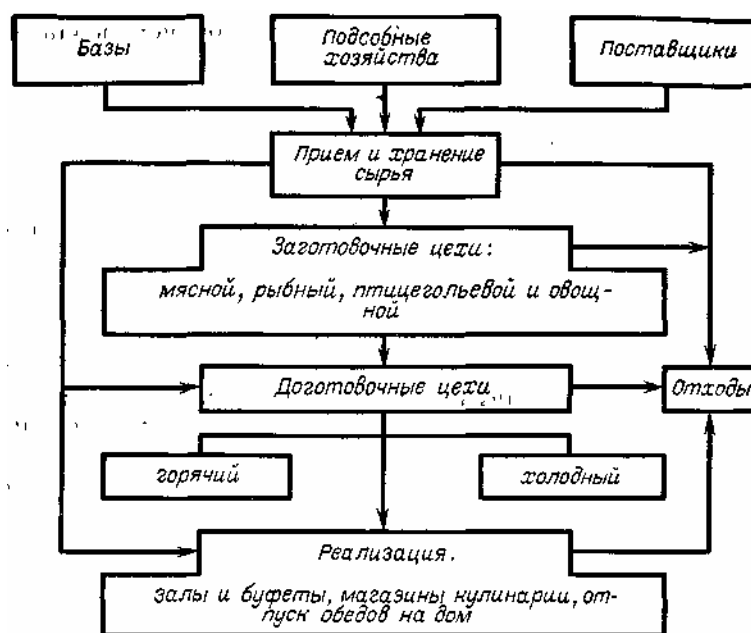 Базы
Подсобные
хозяйства
Поставщики
Прием и хранение
сырья
Заготовочные цехи:
мясной, рыбный, птицегольевой и овощ-
ной
Доготовочные цехи
Отходы
горячий
холодный
Реализация.
залы и буфеты, магазины кулинарии, от-
пуск обедов на дом